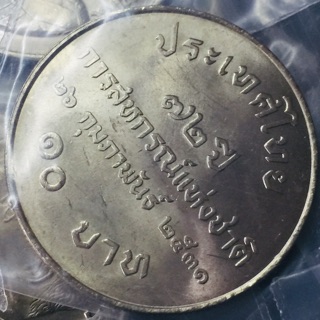 ประเทศไทย
๗๒ ปี
การสหกรณ์แห่งชาติ
๒๖ กุมภาพันธ์ ๒๕๓๑
๑๐ บาท